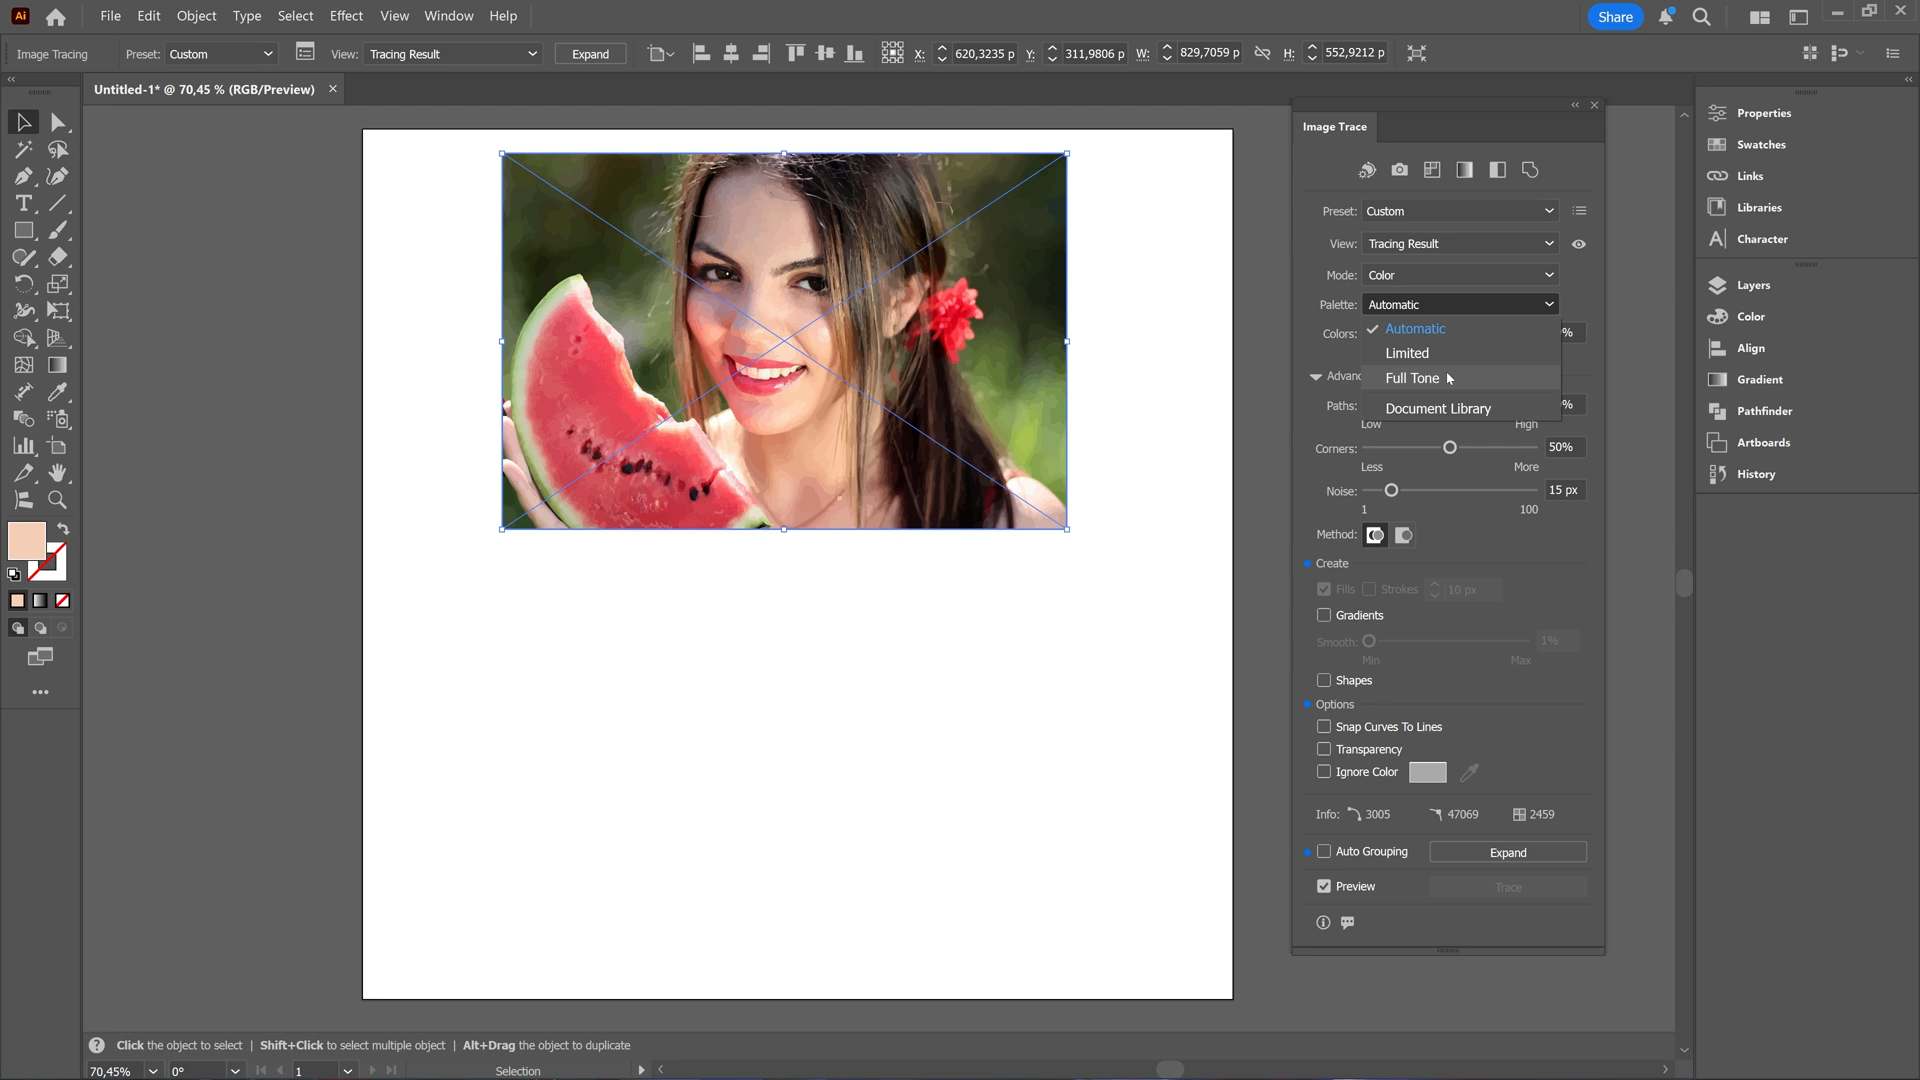 Ai File Edit Object Type Select Effect View Window Help Share
Image Tracing Preset: Custom View: Tracing Result Expand X: 620,3235 p Y: 311,9806 p W: 829,7059 p H: 552,9212 p
Untitled-1* @ 70,45 % (RGB/Preview)
Image Trace
Preset: Custom
View: Tracing Result
Mode: Color
Palette: Automatic
Colors: %
Automatic
Limited
Full Tone
Document Library
Advanc
Paths: %
Low High
Corners: 50%
Less More
Noise: 15 px
1 100
Method:
Create
Fills Strokes 10 px
Gradients
Smooth: 1%
Min Max
Shapes
Options
Snap Curves To Lines
Transparency
Ignore Color
Info: 3005 47069 2459
Auto Grouping Expand
Preview Trace
Properties
Swatches
Links
Libraries
Character
Layers
Color
Align
Gradient
Pathfinder
Artboards
History
Click the object to select | Shift+Click to select multiple object | Alt+Drag the object to duplicate
70,45% 0° 1 Selection